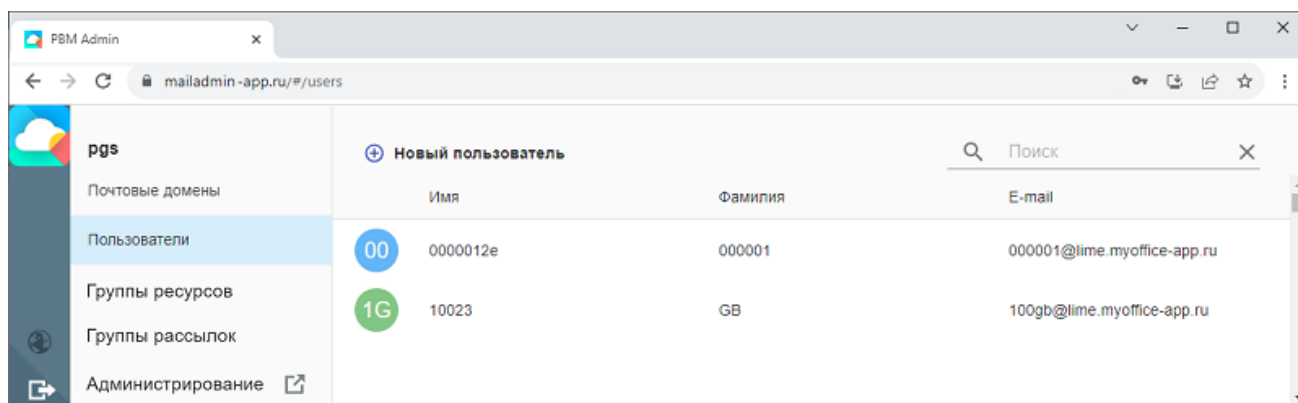 PBM Admin
mailadmin-app.ru/#/users
pgs
Почтовые домены
Пользователи
Группы ресурсов
Группы рассылок
Администрирование
Новый пользователь
Поиск
Имя Фамилия E-mail
00 0000012e 000001 000001@lime.myoffice-app.ru
1G 10023 GB 100gb@lime.myoffice-app.ru